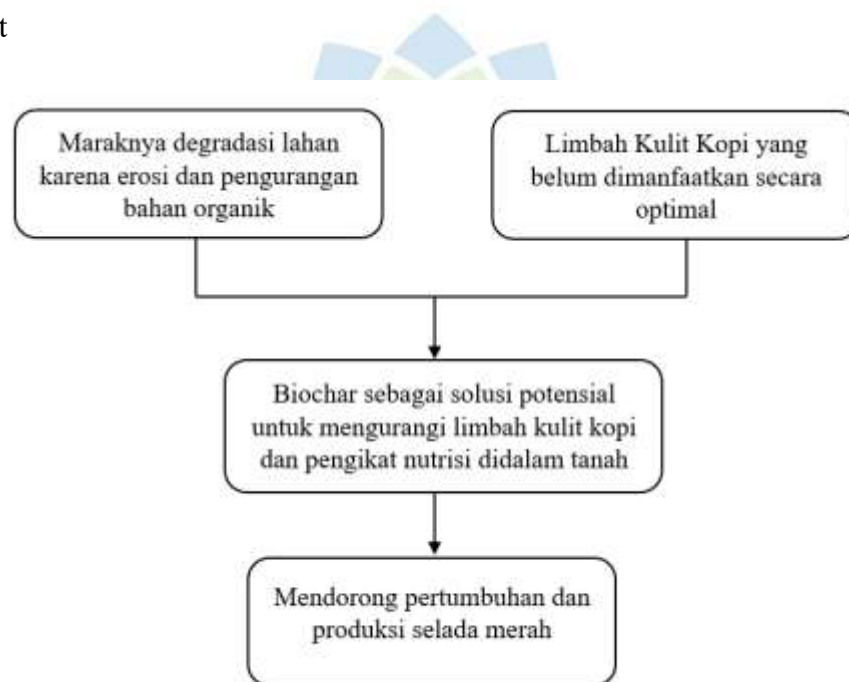 t
Maraknya degradasi lahan
karena erosi dan pengurangan
bahan organik
Limbah Kulit Kopi yang
belum dimanfaatkan secara
optimal
Biochar sebagai solusi potensial
untuk mengurangi limbah kulit kopi
dan pengikat nutrisi didalam tanah
Mendorong pertumbuhan dan
produksi selada merah